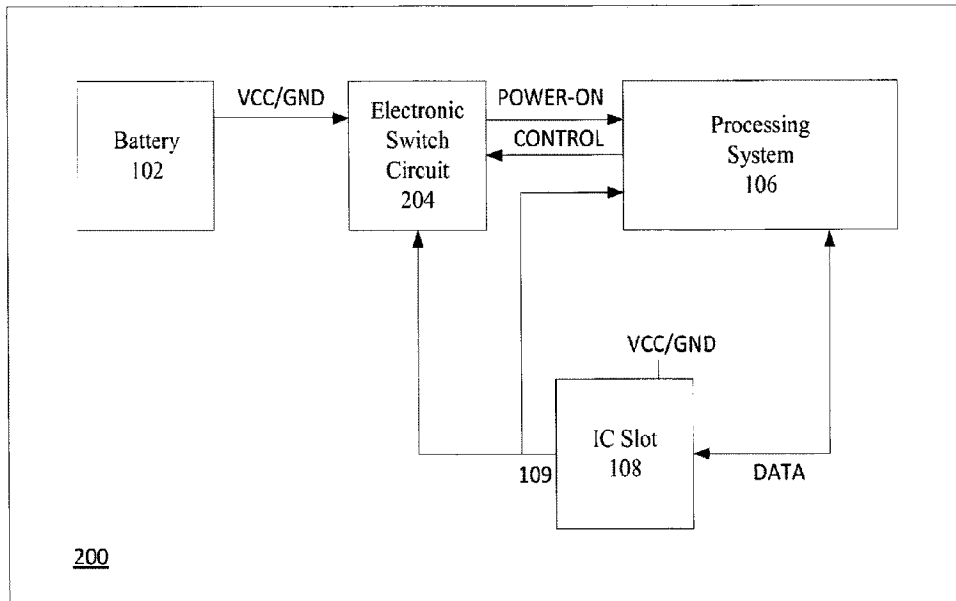 VCC/GND
Battery
102
Electronic
Switch
Circuit
204
POWER-ON
CONTROL
Processing
System
106
VCC/GND
IC Slot
108
109
DATA
200